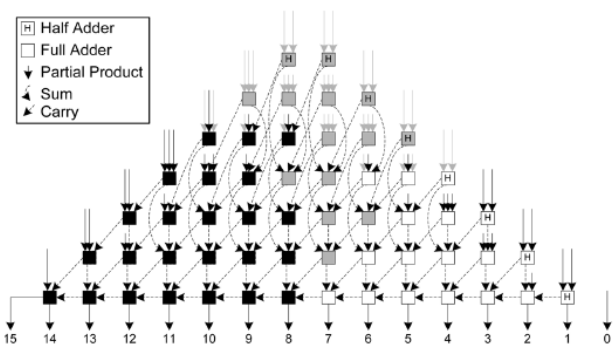 H Half Adder
Full Adder
Partial Product
Sum
Carry
H H
H
H
H
H
H
H
15 14 13 12 11 10 9 8 7 6 5 4 3 2 1 0